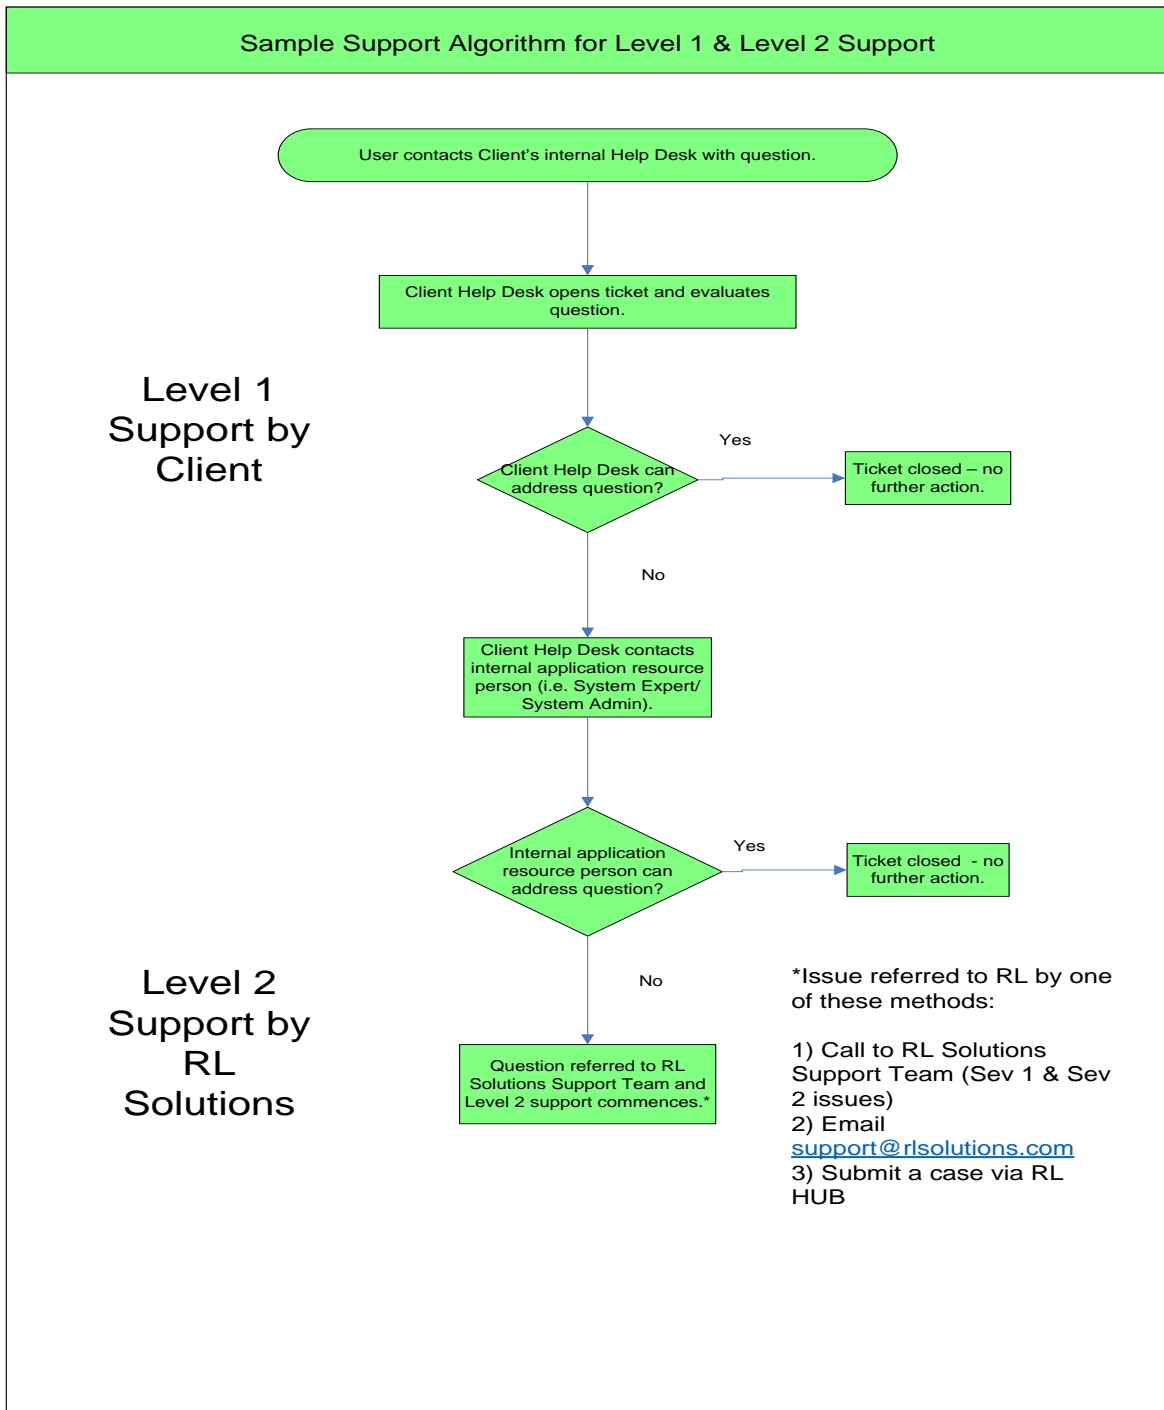 Sample Support Algorithm for Level 1 & Level 2 Support
User contacts Client’s internal Help Desk with question.
Client Help Desk opens ticket and evaluates
question.
Level 1
Support by
Client
Client Help Desk can
address question?
Yes
Ticket closed – no
further action.
No
Client Help Desk contacts
internal application resource
person (i.e. System Expert/
System Admin).
Internal application
resource person can
address question?
Yes
Ticket closed  - no
further action.
No
Level 2
Support by
RL
Solutions
Question referred to RL
Solutions Support Team and
Level 2 support commences.*
*Issue referred to RL by one
of these methods:
1) Call to RL Solutions
Support Team (Sev 1 & Sev
2 issues)
2) Email
support@rlsolutions.com
3) Submit a case via RL
HUB